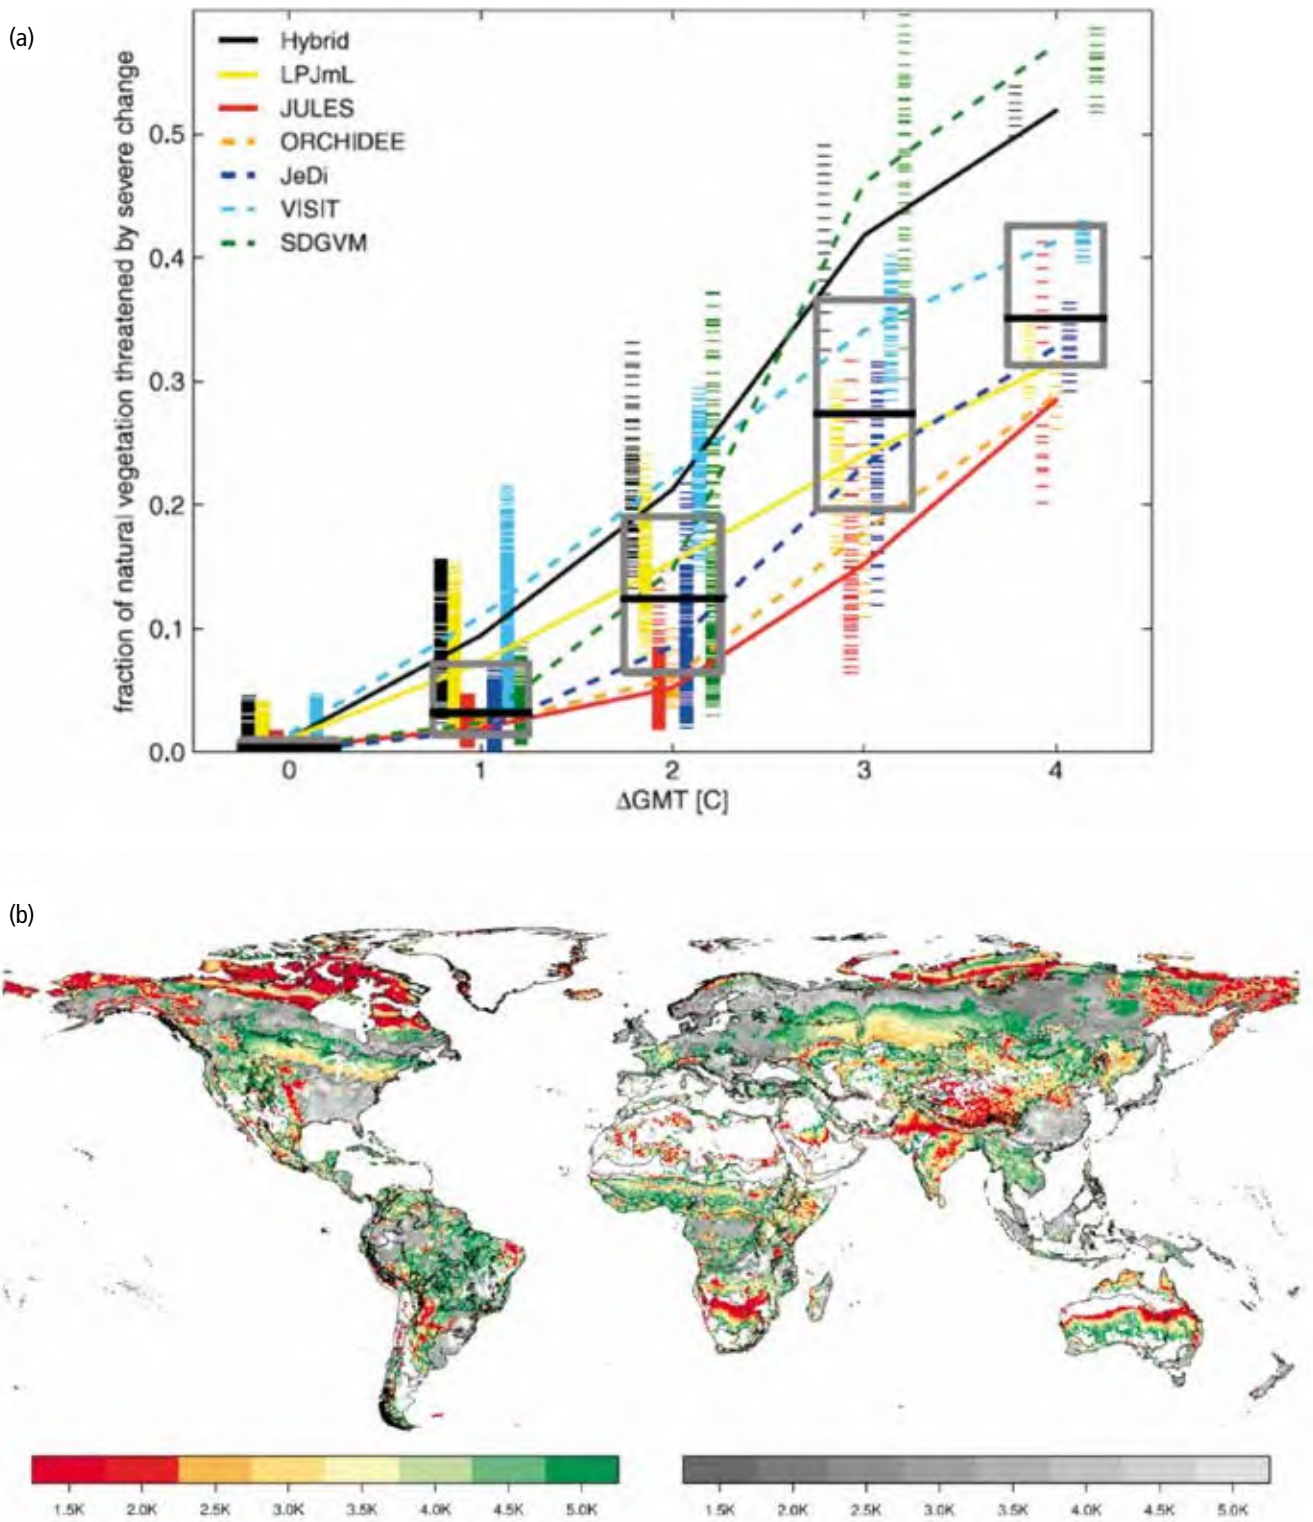 (a)
Hybrid
LPJmL
JULES
ORCHIDEE
JeDi
VISIT
SDGVM
fraction of natural vegetation threatened by severe change
0.5
0.4
0.3
0.2
0.1
0.0
0 1 2 3 4
ΔGMT [C]
(b)
1.5K 2.0K 2.5K 3.0K 3.5K 4.0K 4.5K 5.0K
1.5K 2.0K 2.5K 3.0K 3.5K 4.0K 4.5K 5.0K